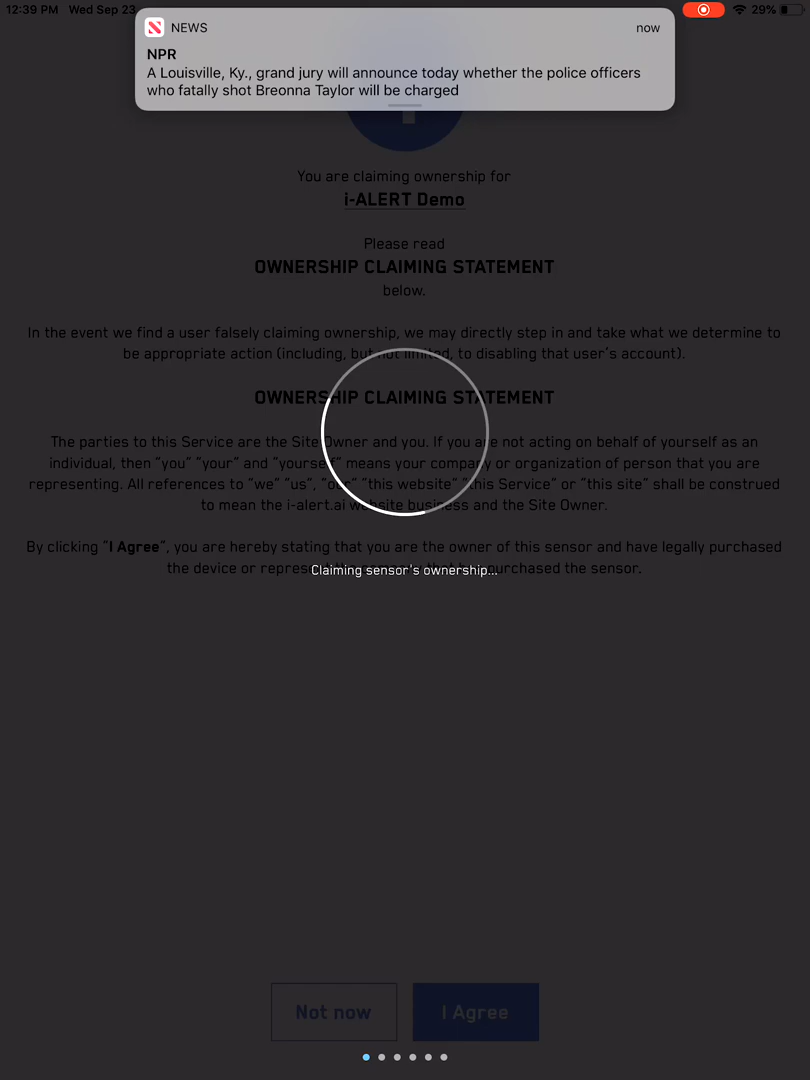 12:39 PM Wed Sep 23
29%
NEWS
now
NPR
A Louisville, Ky., grand jury will announce today whether the police officers
who fatally shot Breonna Taylor will be charged
You are claiming ownership for
i-ALERT Demo
Please read
OWNERSHIP CLAIMING STATEMENT
below.
In the event we find a user falsely claiming ownership, we may directly step in and take what we determine to
be appropriate action (including, but not limited, to disabling that user's account).
OWNERSHIP CLAIMING STATEMENT
The parties to this Service are the Site Owner and you. If you are not acting on behalf of yourself as an
individual, then "you" "your" and "yourself" means your company or organization of person that you are
representing. All references to "we" "us", "our" "this website" "this Service" or "this site" shall be construed
to mean the i-alert.ai website business and the Site Owner.
By clicking "I Agree", you are hereby stating that you are the owner of this sensor and have legally purchased
the device or purchased the sensor.
Claiming sensor's ownership...
Not now
I Agree